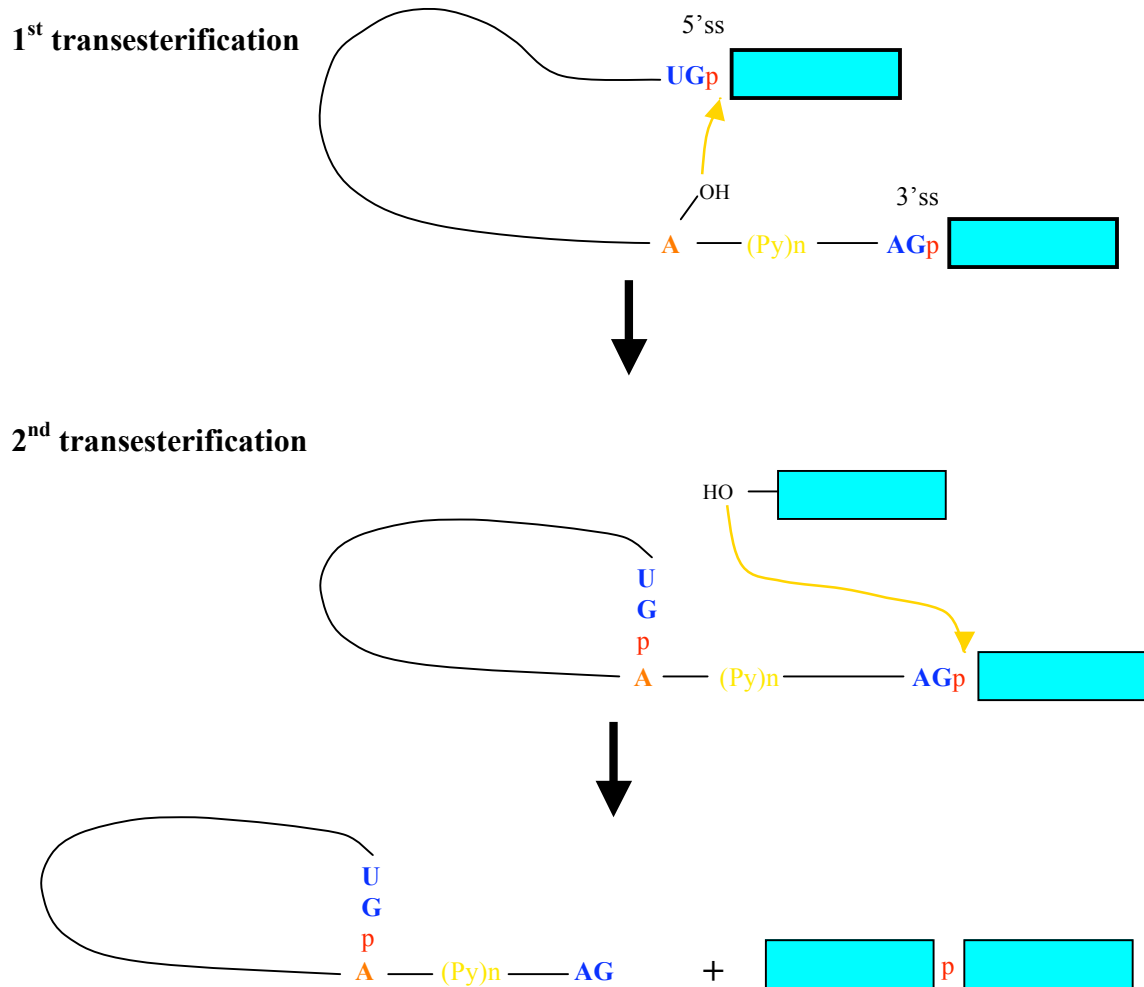 1st transesterification
5’ss
UGp
OH
3’ss
A (Py)n AGp
2nd transesterification
HO
U
G
p
A (Py)n AGp
U
G
p
A (Py)n AG + p